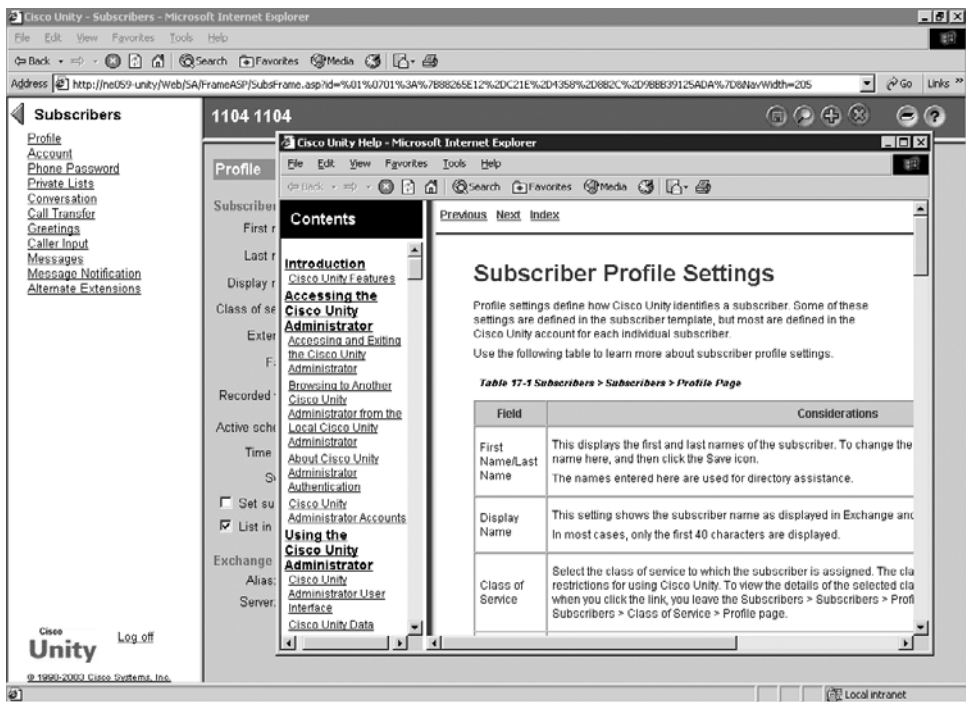 Cisco Unity - Subscribers - Microsoft Internet Explorer
File Edit View Favorites Tools Help
Back Search Favorites Media
Address http://ne059-unity/Web/SA/FrameASP/SubsFrame.asp?id=%01%0701%3A%7B88265E12%2DC21E%2D4358%2D8B2C%2D9BBB39125ADA%7D&NavWidth=205 Go Links »
Subscribers
Profile
Account
Phone Password
Private Lists
Conversation
Call Transfer
Greetings
Caller Input
Messages
Message Notification
Alternate Extensions
Cisco
Unity
Log off
© 1998-2003 Cisco Systems, Inc.
1104 1104
Profile
Subscriber
First
Last
Display
Class of se
Exter
Recorded
Active sche
Time
Set su
List in
Exchange
Alias:
Server:
Cisco Unity Help - Microsoft Internet Explorer
File Edit View Favorites Tools Help
Back Search Favorites Media
Contents
Introduction
Cisco Unity Features
Accessing the
Cisco Unity
Administrator
Accessing and Exiting
the Cisco Unity
Administrator
Browsing to Another
Cisco Unity
Administrator from the
Local Cisco Unity
Administrator
About Cisco Unity
Administrator
Authentication
Cisco Unity
Administrator Accounts
Using the
Cisco Unity
Administrator
Cisco Unity
Administrator User
Interface
Cisco Unity Data
Previous Next Index
Subscriber Profile Settings
Profile settings define how Cisco Unity identifies a subscriber. Some of these
settings are defined in the subscriber template, but most are defined in the
Cisco Unity account for each individual subscriber.
Use the following table to learn more about subscriber profile settings.
Table 17-1 Subscribers > Subscribers > Profile Page
Field Considerations
First
Name/Last
Name
This displays the first and last names of the subscriber. To change the
name here, and then click the Save icon.
The names entered here are used for directory assistance.
Display
Name
This setting shows the subscriber name as displayed in Exchange and
In most cases, only the first 40 characters are displayed.
Class of
Service
Select the class of service to which the subscriber is assigned. The cla
restrictions for using Cisco Unity. To view the details of the selected cla
when you click the link, you leave the Subscribers > Subscribers > Profi
Subscribers > Class of Service > Profile page.
Local intranet